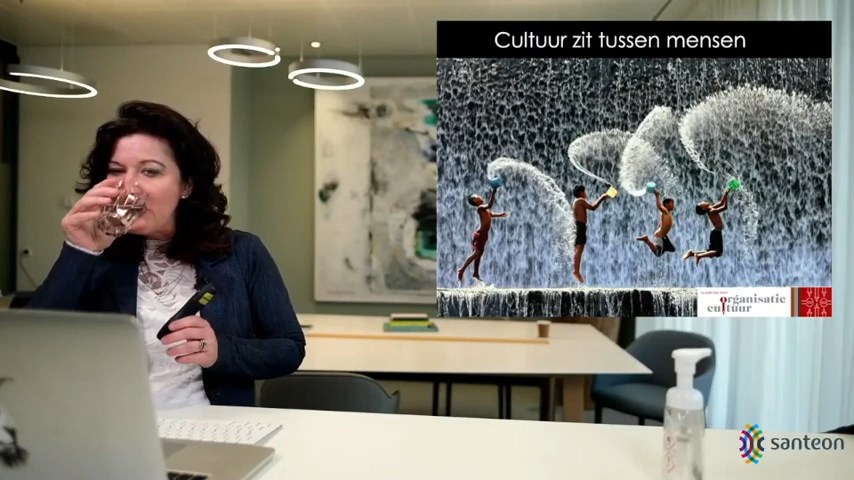 Cultuur zit tussen mensen
organisatie
cultuur
santeon